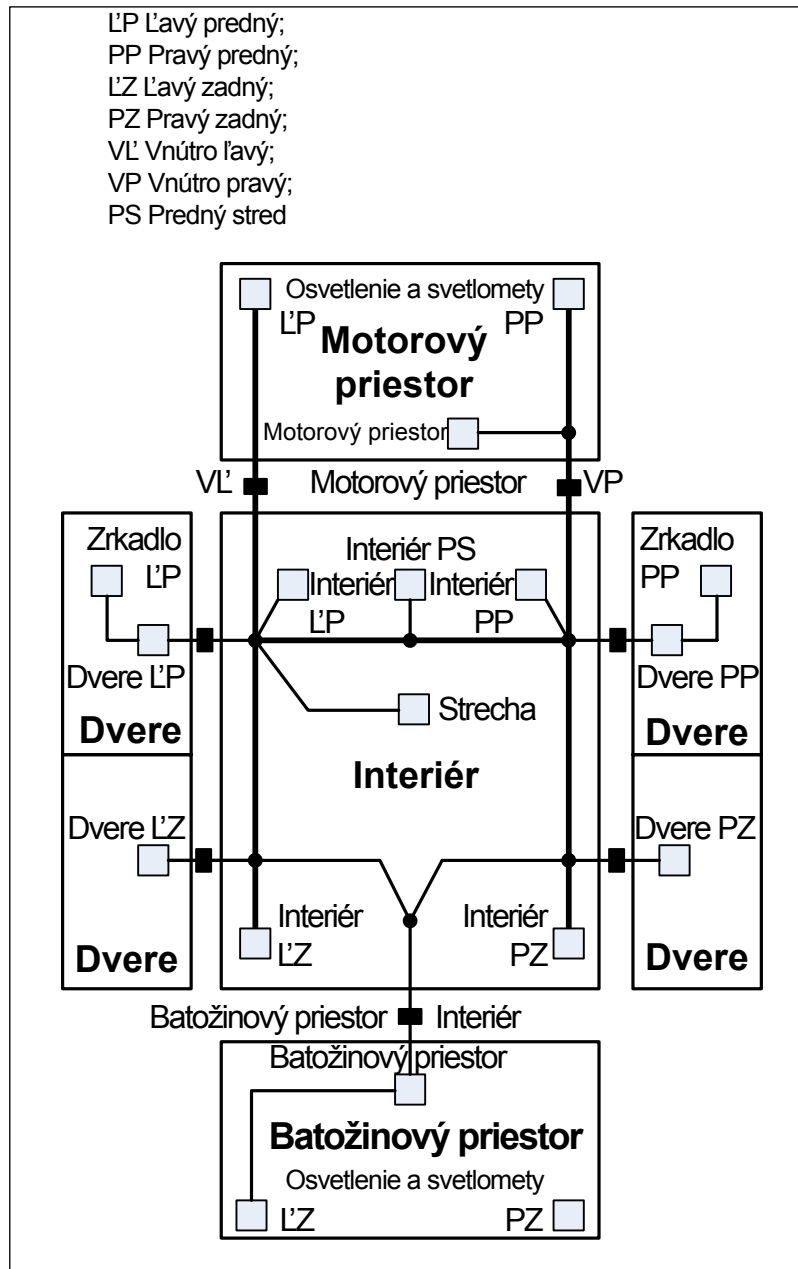 ĽP Ľavý predný;
PP Pravý predný;
ĽZ Ľavý zadný;
PZ Pravý zadný;
VĽ Vnútro ľavý;
VP Vnútro pravý;
PS Predný stred
Osvetlenie a svetlomety
ĽP
PP
Motorový
priestor
Motorový priestor
VĽ
Motorový priestor
VP
Zrkadlo
ĽP
Dvere ĽP
Dvere
Interiér PS
Interiér
ĽP
Interiér
PP
Zrkadlo
PP
Dvere PP
Dvere
Strecha
Interiér
Dvere ĽZ
Dvere
Interiér
ĽZ
Interiér
PZ
Dvere PZ
Dvere
Batožinový priestor
Interiér
Batožinový priestor
Batožinový priestor
Osvetlenie a svetlomety
ĽZ
PZ